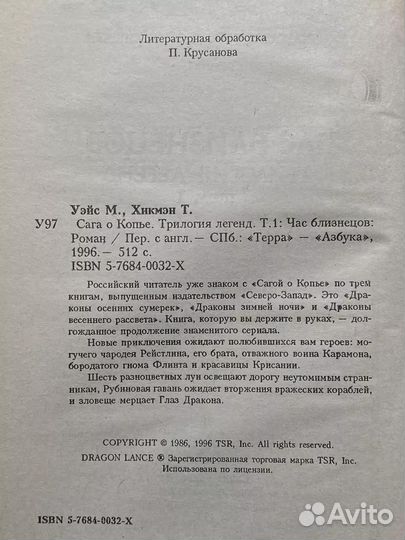 Литературная обработка
П. Крусанова
Уэйс М., Хикмэн Т.
У97 Сага о Копье. Трилогия легенд. Т.1: Час близнецов:
Роман / Пер. с англ. — СПб.: «Терра» — «Азбука»,
1996. — 512 с.
ISBN 5-7684-0032-X
Российский читатель уже знаком с «Сагой о Копье» по трем
книгам, выпущенным издательством «Северо-Запад». Это «Дра-
коны осенних сумерек», «Драконы зимней ночи» и «Драконы
весеннего рассвета». Книга, которую вы держите в руках, — дол-
гожданное продолжение знаменитого сериала.
Новые приключения ожидают полюбившихся вам героев: мо-
гучего чародея Рейстлина, его брата, отважного воина Карамона,
бородатого гнома Флинта и красавицы Крисании.
Шесть разноцветных лун освещают дорогу неутомимым стран-
никам, Рубиновая гавань ожидает вторжения вражеских кораблей,
и зловеще мерцает Глаз Дракона.
COPYRIGHT © 1986, 1996 TSR, Inc. All rights reserved.
DRAGON LANCE ® Зарегистрированная торговая марка TSR, Inc.
Использована по лицензии.
ISBN 5-7684-0032-X
Avito